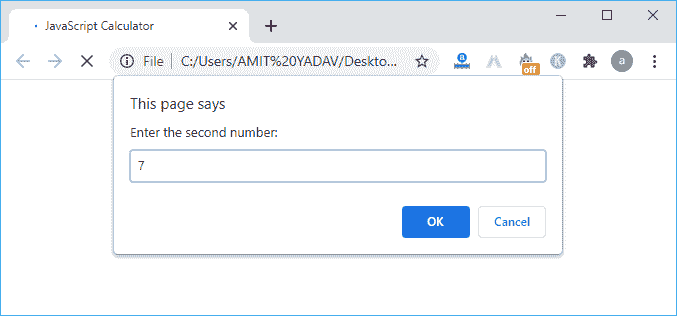 JavaScript Calculator
File C:/Users/AMIT%20YADAV/Deskto...
a
off
K
a
This page says
Enter the second number:
7
OK Cancel